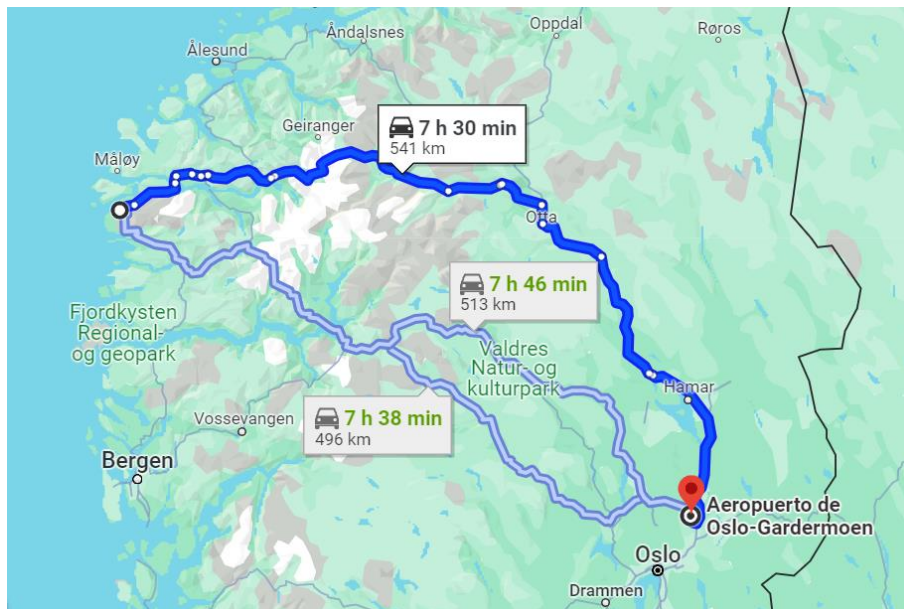 Oppdal
Åndalsnes
Røros
Ålesund
Geiranger
7 h 30 min
541 km
Måløy
Otta
7 h 46 min
513 km
Fjordkysten
Regional-
og geopark
Valdres
Natur- og
kulturpark
Hamar
7 h 38 min
496 km
Vossevangen
Bergen
Aeropuerto de
Oslo-Gardermoen
Oslo
Drammen